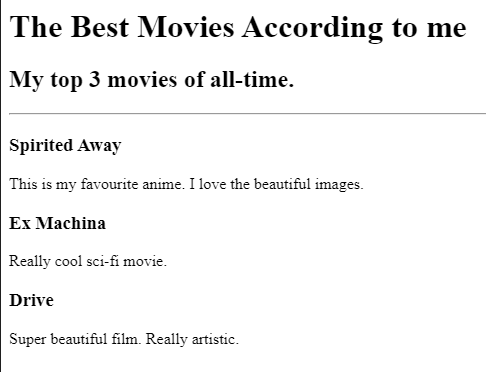 The Best Movies According to me
My top 3 movies of all-time.
Spirited Away
This is my favourite anime. I love the beautiful images.
Ex Machina
Really cool sci-fi movie.
Drive
Super beautiful film. Really artistic.